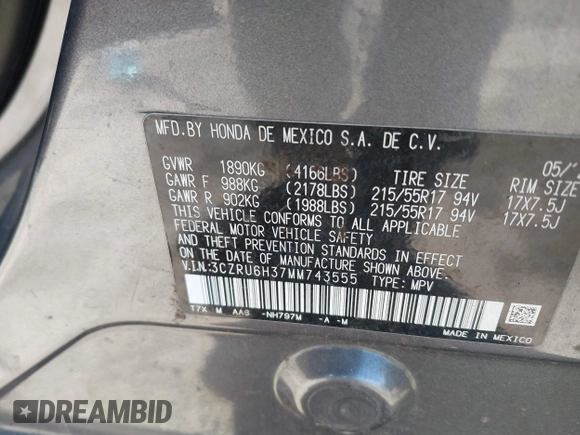 MFD.BY HONDA DE MEXICO S.A. DE C.V.
05/'2
GVWR 1890KG (4166LBS) TIRE SIZE RIM SIZE
GAWR F 988KG (2178LBS) 215/55R17 94V 17X7.5J
GAWR R 902KG (1988LBS) 215/55R17 94V 17X7.5J
THIS VEHICLE CONFORMS TO ALL APPLICABLE
FEDERAL MOTOR VEHICLE SAFETY
AND THEFT PREVENTION STANDARDS IN EFFECT
ON THE DATE OF MANUFACTURE SHOWN ABOVE.
V.I.N:3CZRU6H37MM743555 TYPE: MPV
T7X M AAS -NH797M -A -M
MADE IN MEXICO
DREAMBID